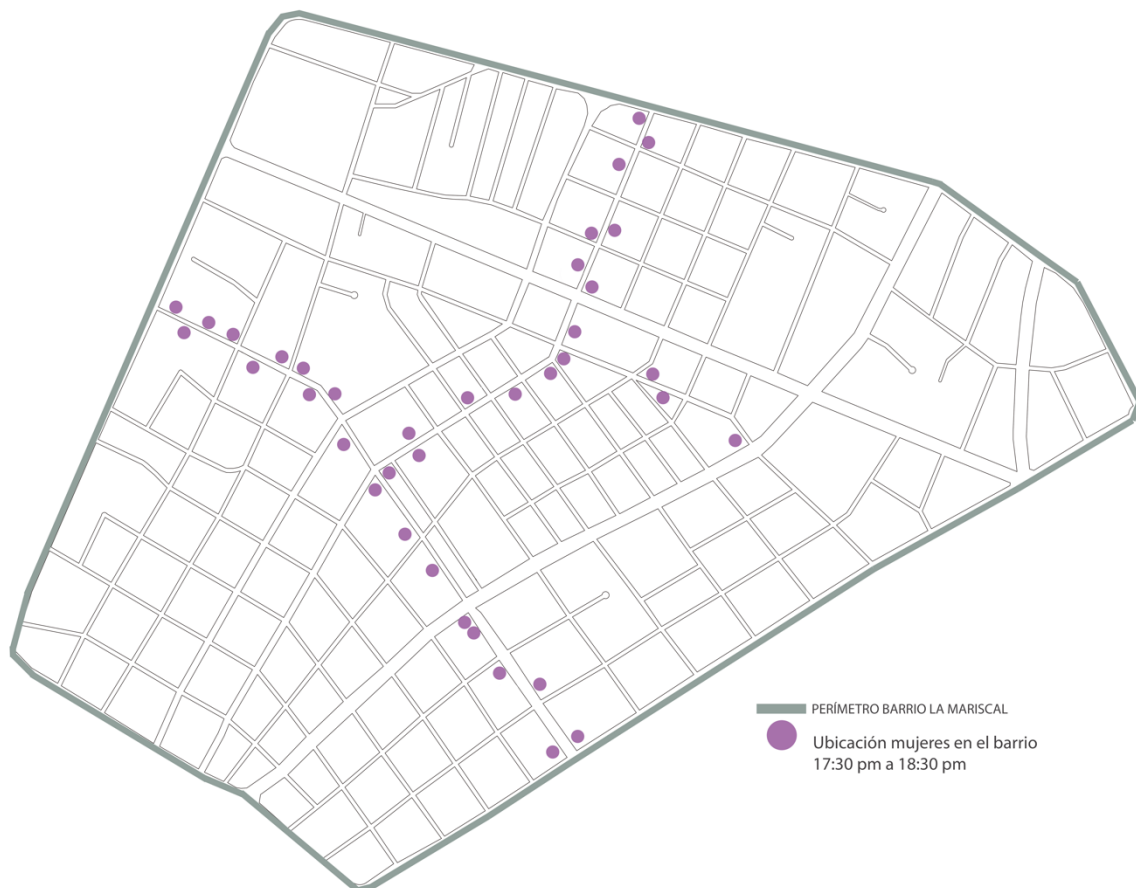 PERÍMETRO BARRIO LA MARISCAL
Ubicación mujeres en el barrio
17:30 pm a 18:30 pm